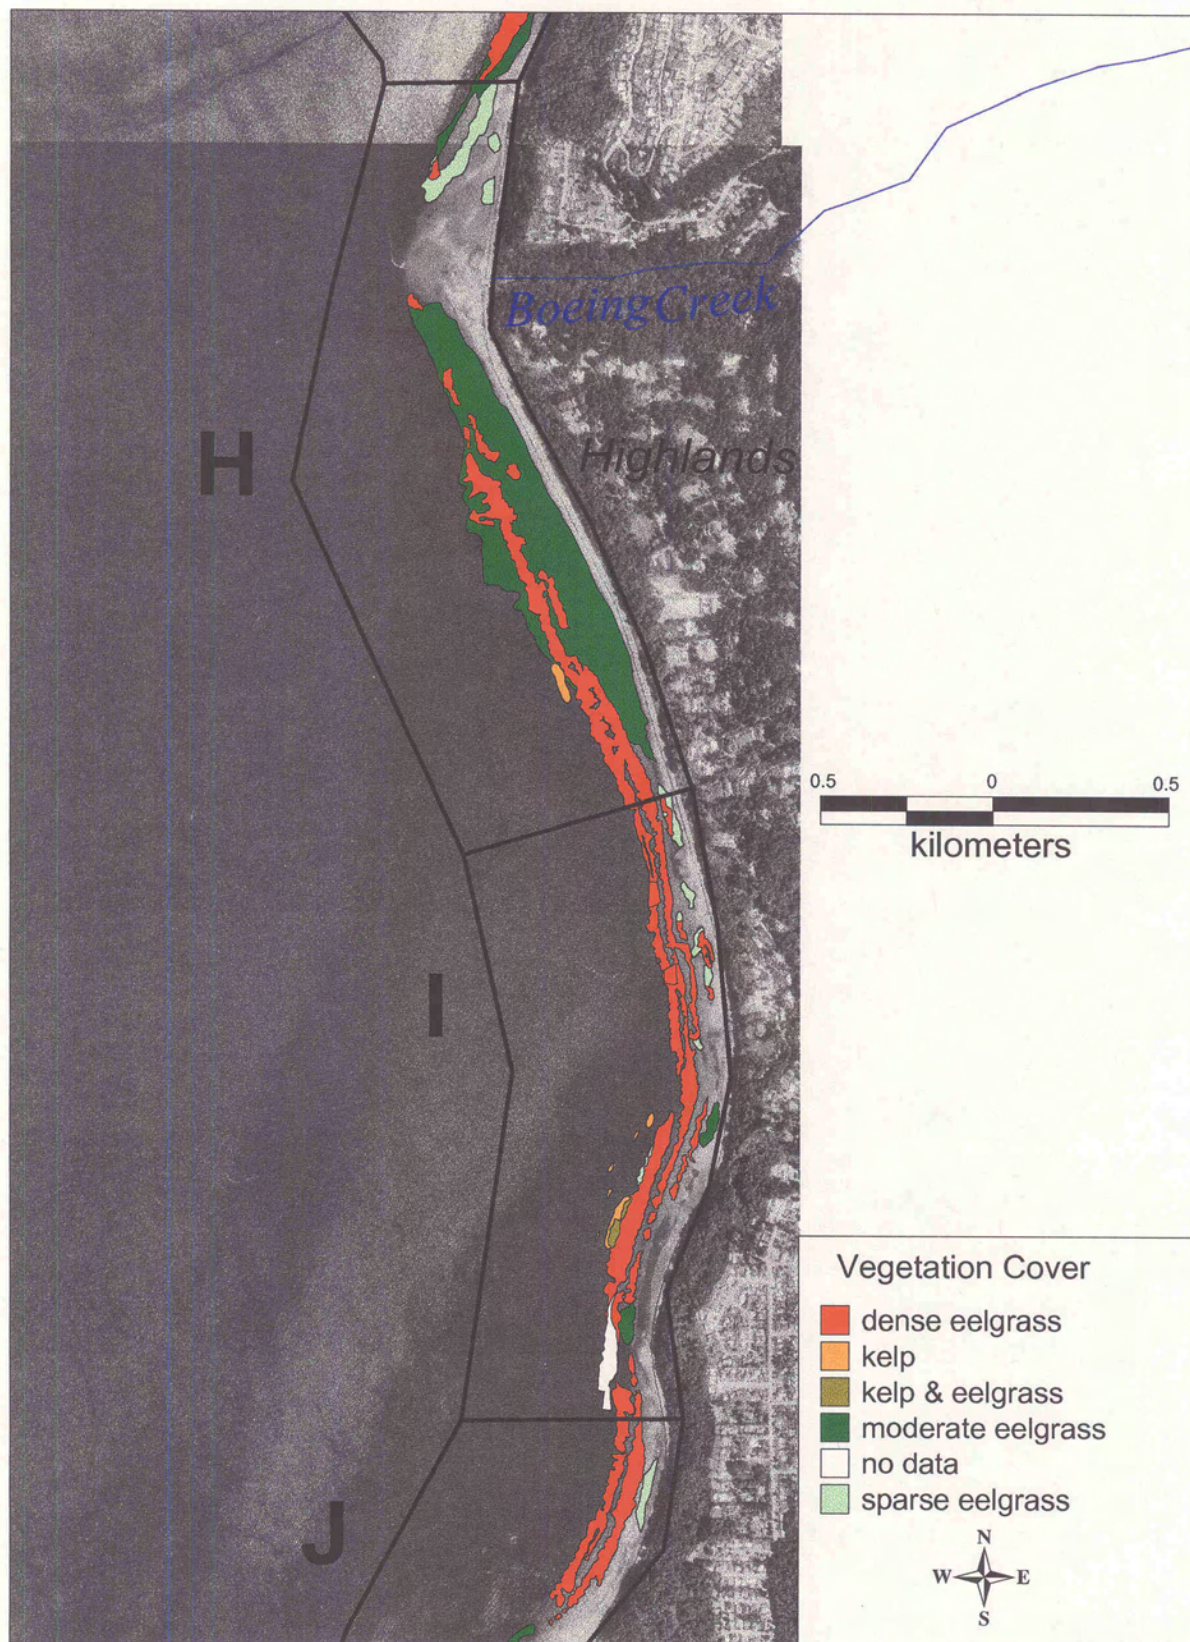 Boeing Creek
H
Highlands
0.5 0 0.5
kilometers
I
Vegetation Cover
dense eelgrass
kelp
kelp & eelgrass
moderate eelgrass
no data
sparse eelgrass
J
N
W E
S